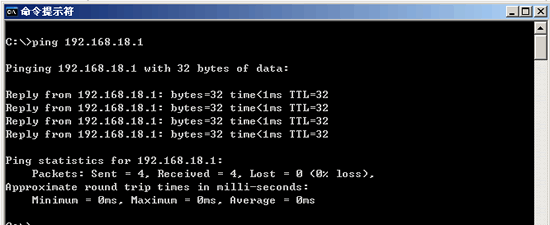 命令提示符
C:\>ping 192.168.18.1
Pinging 192.168.18.1 with 32 bytes of data:
Reply from 192.168.18.1: bytes=32 time<1ms TTL=32
Reply from 192.168.18.1: bytes=32 time<1ms TTL=32
Reply from 192.168.18.1: bytes=32 time<1ms TTL=32
Reply from 192.168.18.1: bytes=32 time<1ms TTL=32
Ping statistics for 192.168.18.1:
Packets: Sent = 4, Received = 4, Lost = 0 (0% loss),
Approximate round trip times in milli-seconds:
Minimum = 0ms, Maximum = 0ms, Average = 0ms